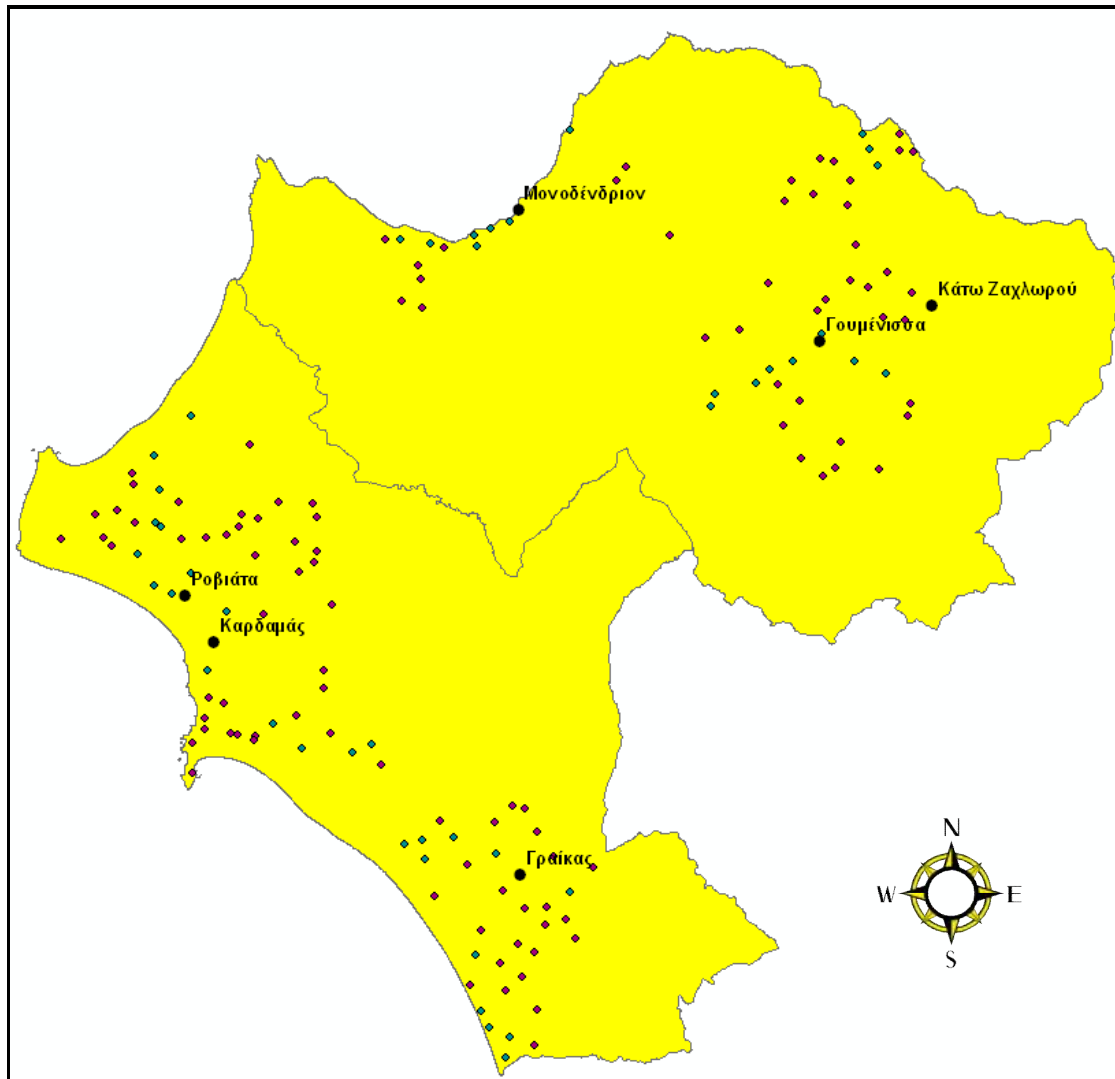 Μονοδένδριον
Κάτω Ζαχλωρού
Γουμένισσα
Ροβιάτα
Καρδαμάς
Γραίκας
N
W E
S